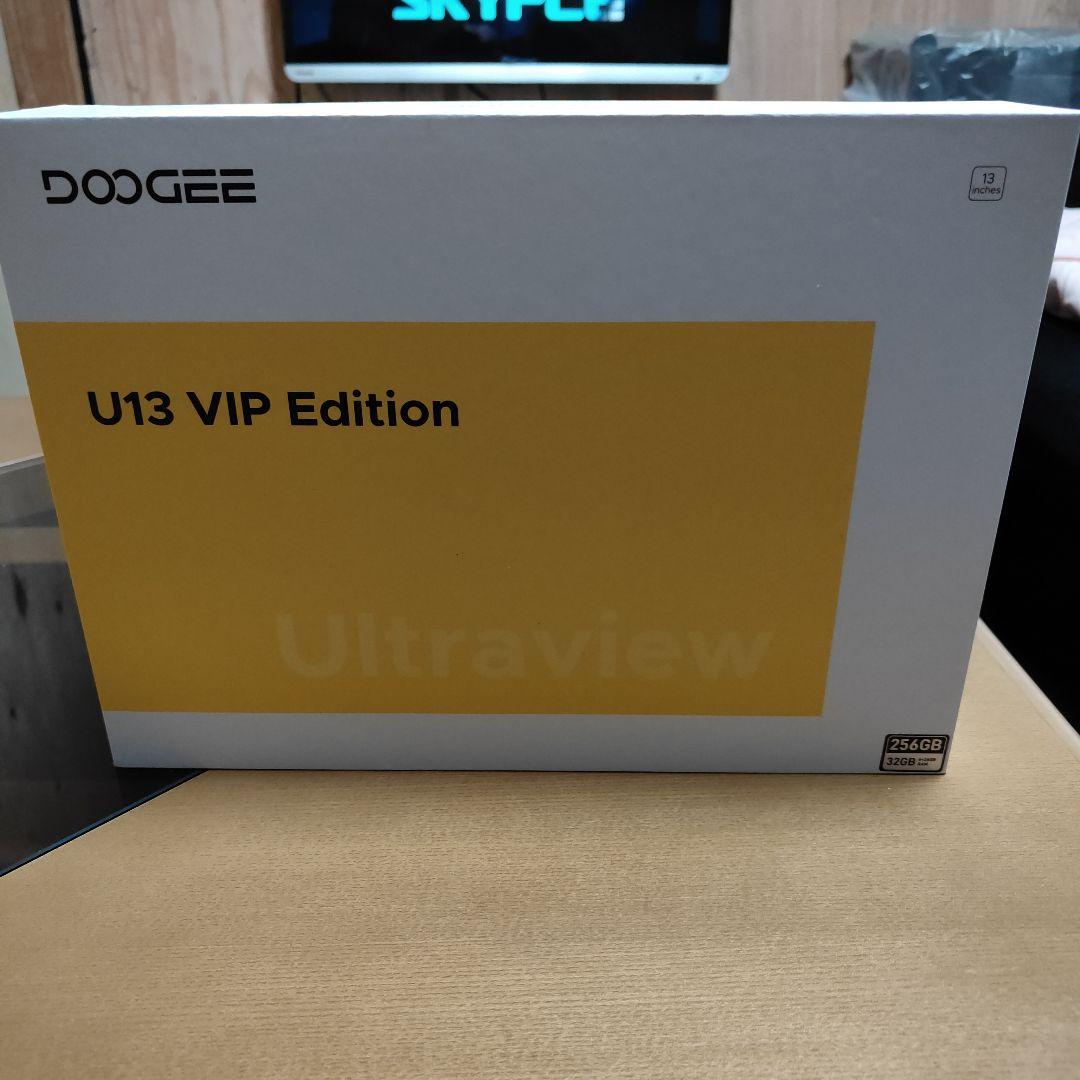 DOOGEE
13
inches
U13 VIP Edition
Ultraview
256GB
32GB